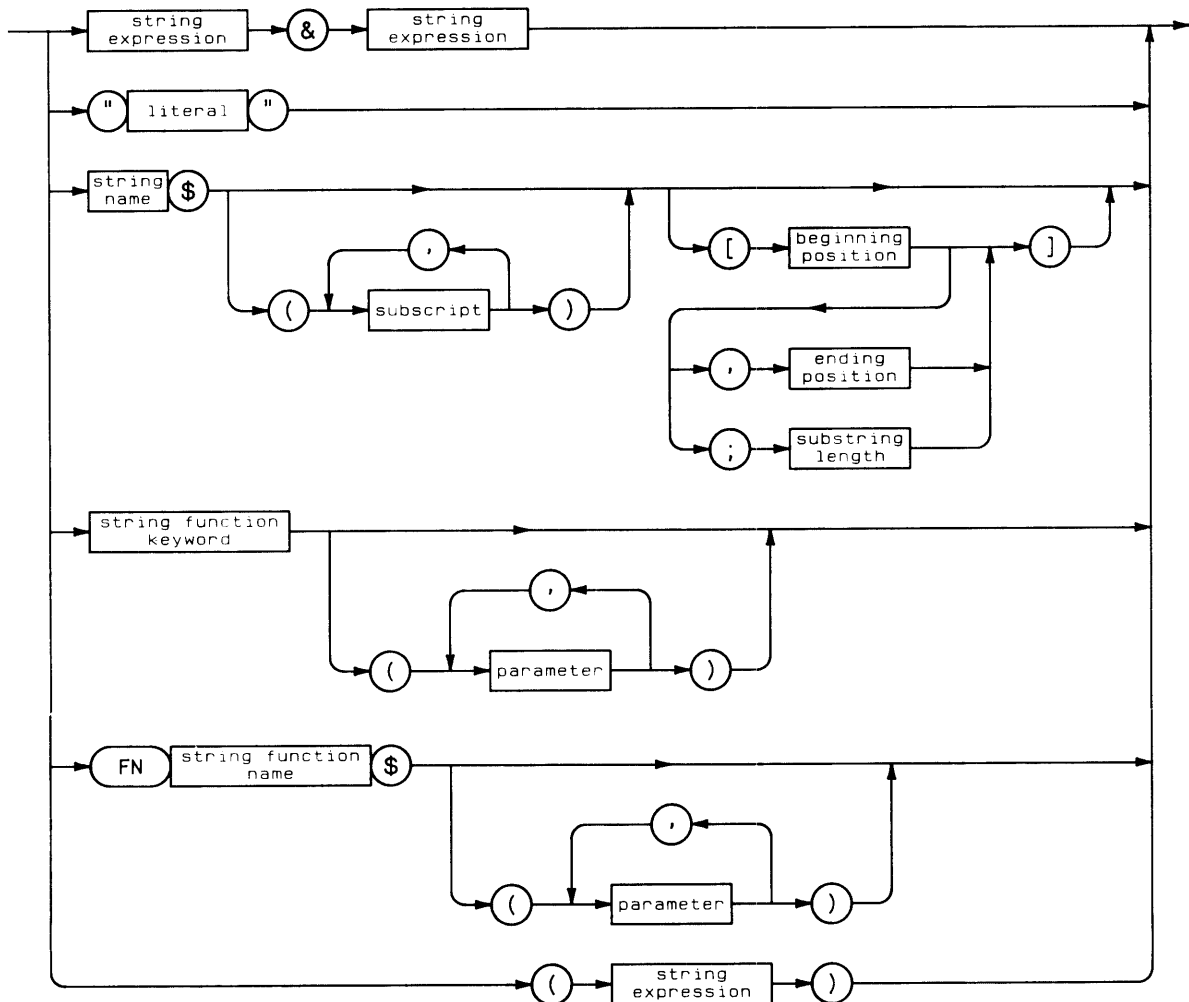 string expression & string expression
" literal "
string name $
,
( subscript )
[ beginning position ]
, ending position
; substring length
string function keyword
,
( parameter )
FN string function name $
,
( parameter )
( string expression )